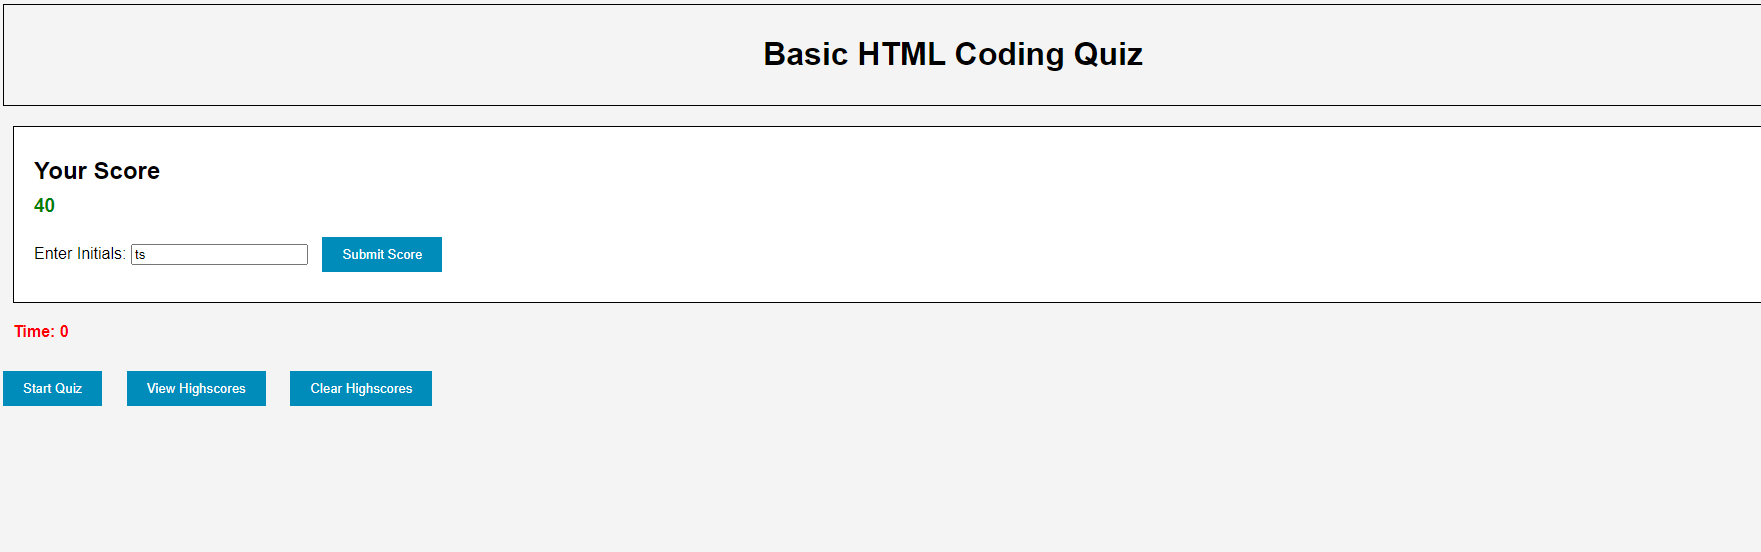 Basic HTML Coding Quiz
Your Score
40
Enter Initials: ts Submit Score
Time: 0
Start Quiz View Highscores Clear Highscores